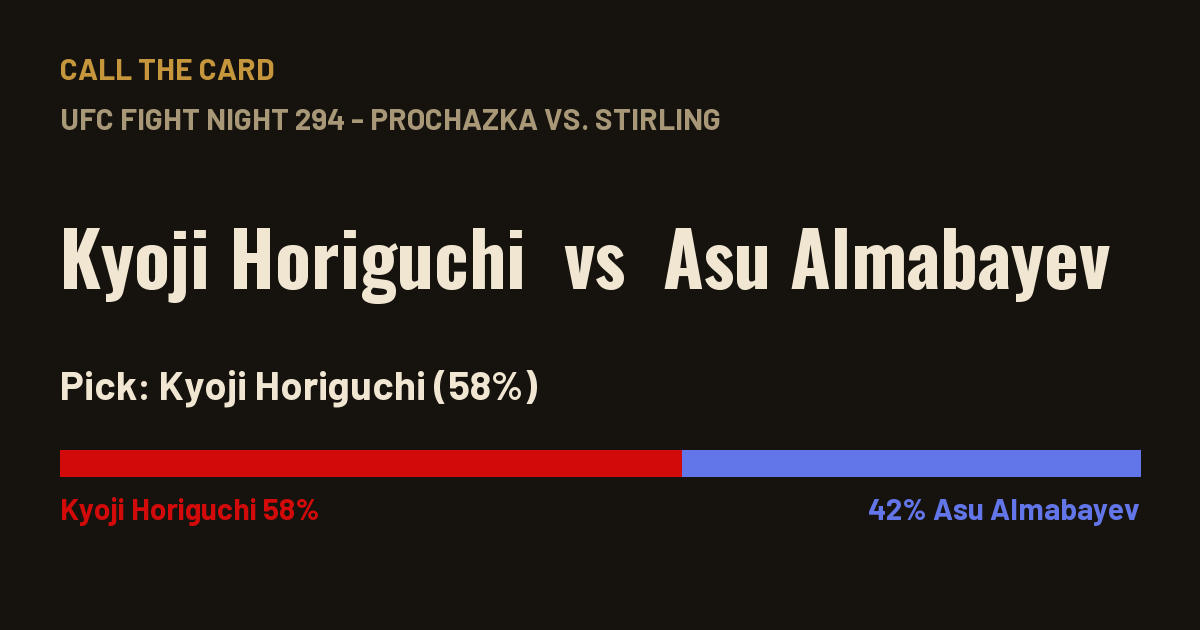 CALL THE CARD
UFC FIGHT NIGHT 294 – PROCHAZKA VS. STIRLING
Kyoji Horiguchi vs Asu Almabayev
Pick: Kyoji Horiguchi (58%)
Kyoji Horiguchi 58%
42% Asu Almabayev